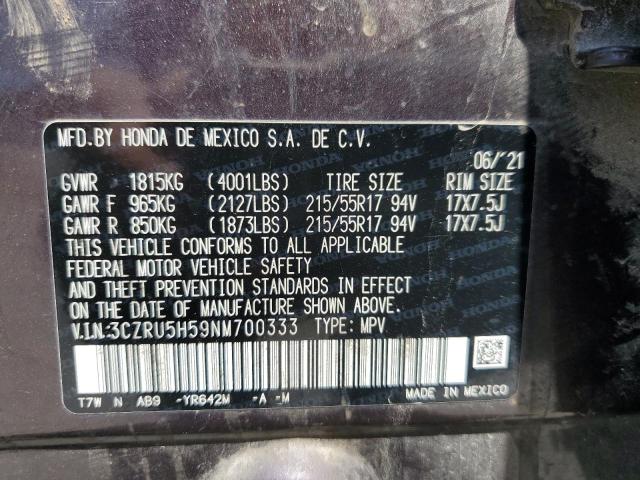 MFD.BY HONDA DE MEXICO S.A. DE C.V.
06/'21
GVWR 1815KG (4001LBS) TIRE SIZE RIM SIZE
GAWR F 965KG (2127LBS) 215/55R17 94V 17X7.5J
GAWR R 850KG (1873LBS) 215/55R17 94V 17X7.5J
THIS VEHICLE CONFORMS TO ALL APPLICABLE
FEDERAL MOTOR VEHICLE SAFETY
AND THEFT PREVENTION STANDARDS IN EFFECT
ON THE DATE OF MANUFACTURE SHOWN ABOVE.
V.I.N.:3CZRU5H59NM700333 TYPE: MPV
T7W N AB9 -YR642M -A -M
MADE IN MEXICO